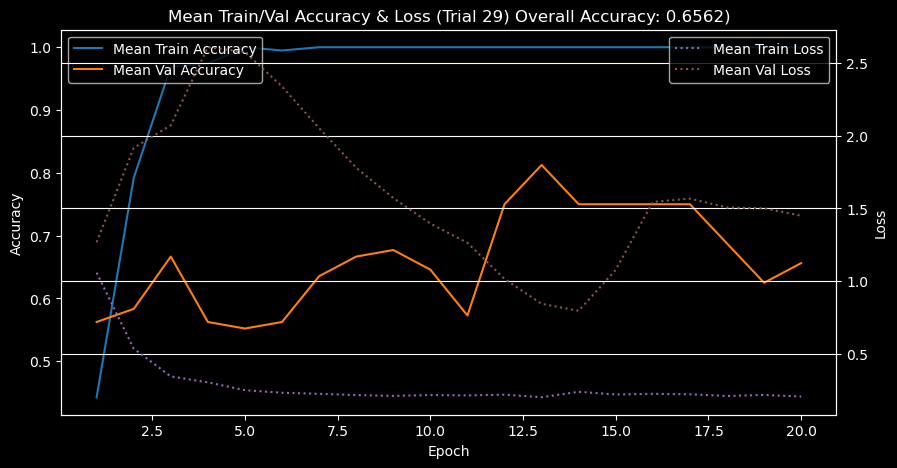 Mean Train/Val Accuracy & Loss (Trial 29) Overall Accuracy: 0.6562)
Mean Train Accuracy
Mean Val Accuracy
Mean Train Loss
Mean Val Loss
1.0
0.9
0.8
0.7
0.6
0.5
Accuracy
2.5
2.0
1.5
1.0
0.5
Loss
2.5 5.0 7.5 10.0 12.5 15.0 17.5 20.0
Epoch